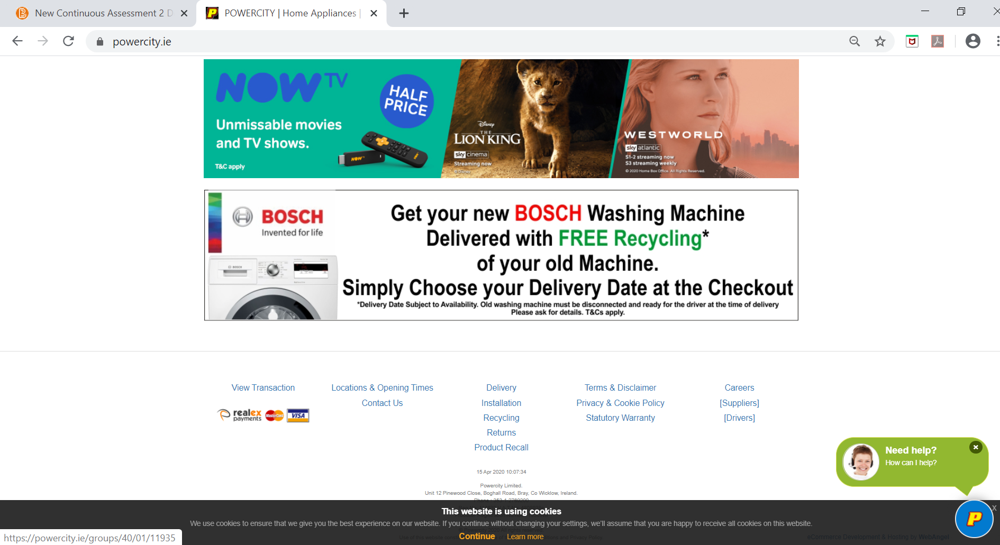 New Continuous Assessment 2 D
POWERCITY | Home Appliances |
powercity.ie
NOW TV
HALF
PRICE
Unmissable movies
and TV shows.
T&C apply
NOW
Disney
THE
LION KING
sky cinema
Streaming now
© Disney
WESTWORLD
sky atlantic
S1-2 streaming now
S3 streaming weekly
© 2020 Home Box Office. All Rights Reserved.
BOSCH
Invented for life
BOSCH
Get your new BOSCH Washing Machine
Delivered with FREE Recycling*
of your old Machine.
Simply Choose your Delivery Date at the Checkout
*Delivery Date Subject to Availability. Old washing machine must be disconnected and ready for the driver at the time of delivery
Please ask for details. T&Cs apply.
View Transaction
realex
payments
MasterCard
VISA
Locations & Opening Times
Contact Us
Delivery
Installation
Recycling
Returns
Product Recall
Terms & Disclaimer
Privacy & Cookie Policy
Statutory Warranty
Careers
[Suppliers]
[Drivers]
15 Apr 2020 10:07:34
Powercity Limited.
Unit 12 Pinewood Close, Boghall Road, Bray, Co Wicklow, Ireland.
Need help?
How can I help?
This website is using cookies
We use cookies to ensure that we give you the best experience on our website. If you continue without changing your settings, we'll assume that you are happy to receive all cookies on this website.
Continue Learn more
eCommerce Development & Hosting by WebAngel
P
x
https://powercity.ie/groups/40/01/11935